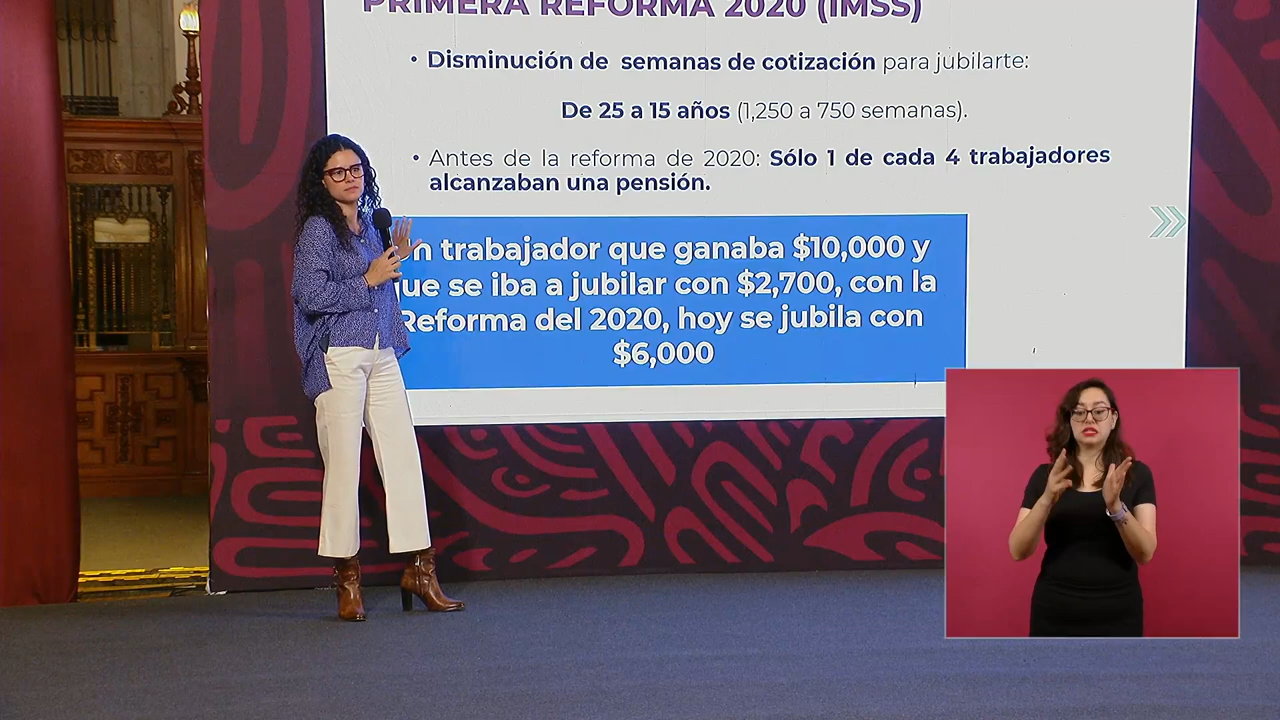 PRIMERA REFORMA 2020 (IMSS)
• Disminución de semanas de cotización para jubilarte:
De 25 a 15 años (1,250 a 750 semanas).
• Antes de la reforma de 2020: Sólo 1 de cada 4 trabajadores
alcanzaban una pensión.
n trabajador que ganaba $10,000 y
ue se iba a jubilar con $2,700, con la
Reforma del 2020, hoy se jubila con
$6,000